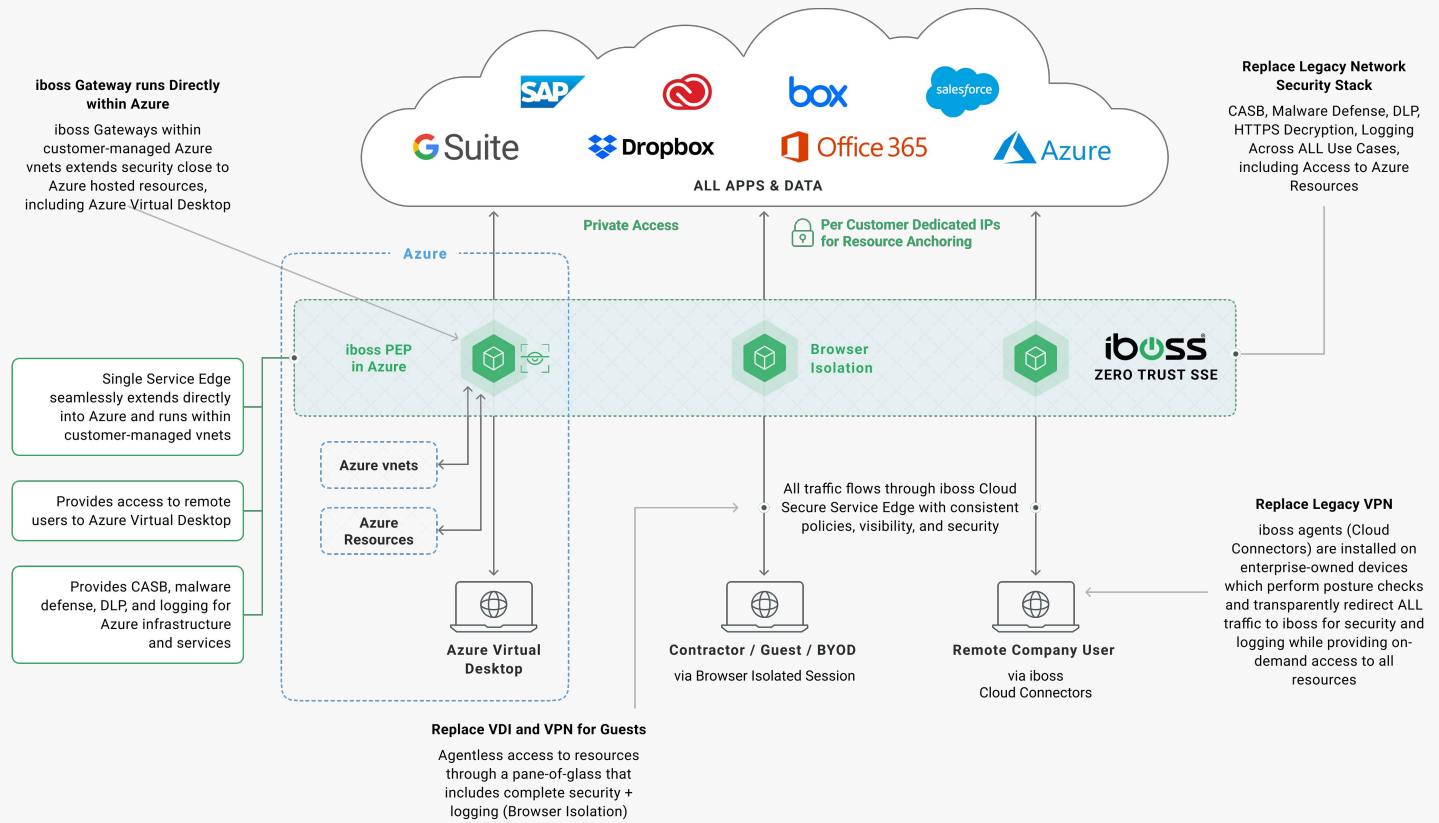 iboss Gateway runs Directly
within Azure
iboss Gateways within
customer-managed Azure
vnets extends security close to
Azure hosted resources,
including Azure Virtual Desktop
SAP
box
salesforce
G Suite
Dropbox
Office 365
Azure
ALL APPS & DATA
Replace Legacy Network
Security Stack
CASB, Malware Defense, DLP,
HTTPS Decryption, Logging
Across ALL Use Cases,
including Access to Azure
Resources
Private Access
Per Customer Dedicated IPs
for Resource Anchoring
Azure
iboss PEP
in Azure
Browser
Isolation
iboss®
ZERO TRUST SSE
Single Service Edge
seamlessly extends directly
into Azure and runs within
customer-managed vnets
Provides access to remote
users to Azure Virtual Desktop
Provides CASB, malware
defense, DLP, and logging for
Azure infrastructure
and services
Azure vnets
Azure
Resources
All traffic flows through iboss Cloud
Secure Service Edge with consistent
policies, visibility, and security
Azure Virtual
Desktop
Contractor / Guest / BYOD
via Browser Isolated Session
Remote Company User
via iboss
Cloud Connectors
Replace Legacy VPN
iboss agents (Cloud
Connectors) are installed on
enterprise-owned devices
which perform posture checks
and transparently redirect ALL
traffic to iboss for security and
logging while providing on-
demand access to all
resources
Replace VDI and VPN for Guests
Agentless access to resources
through a pane-of-glass that
includes complete security +
logging (Browser Isolation)